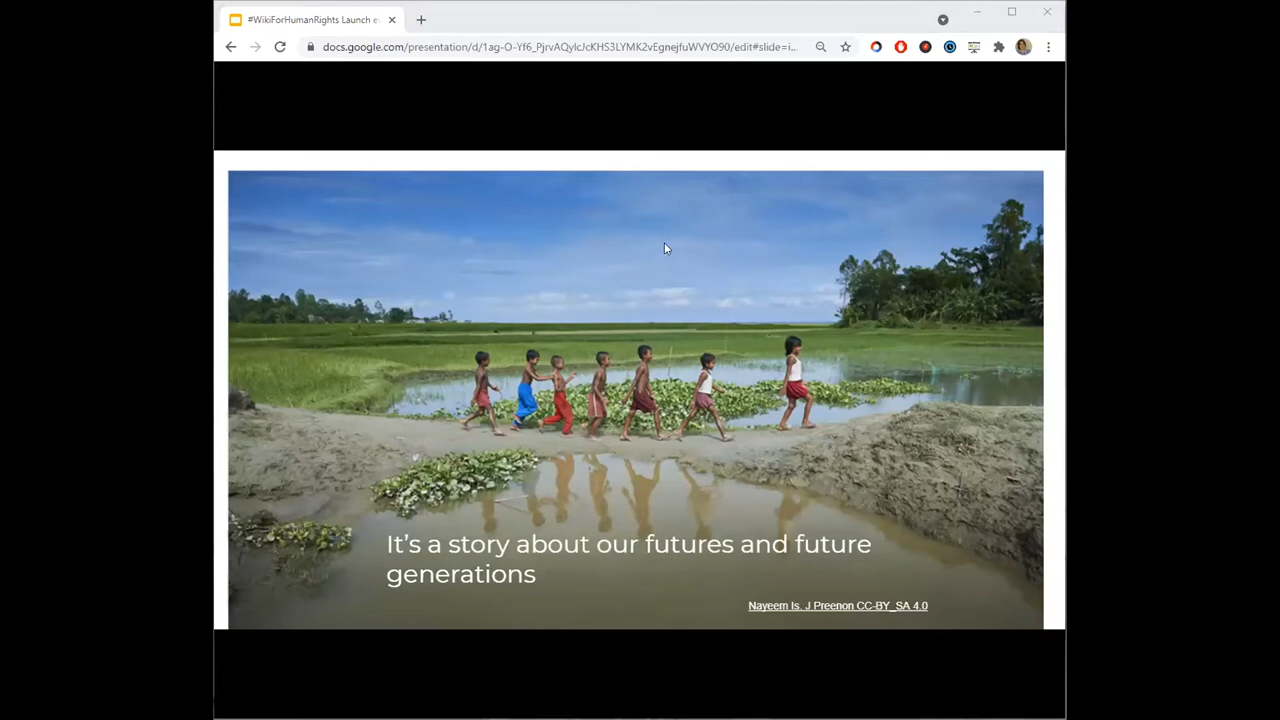 #WikiForHumanRights Launch e
docs.google.com/presentation/d/1ag-O-Yf6_PjrvAQylcJcKHS3LYMK2vEgnejfuWVYO90/edit#slide=i...
It's a story about our futures and future
generations
Nayeem Is. J Preenon CC-BY_SA 4.0